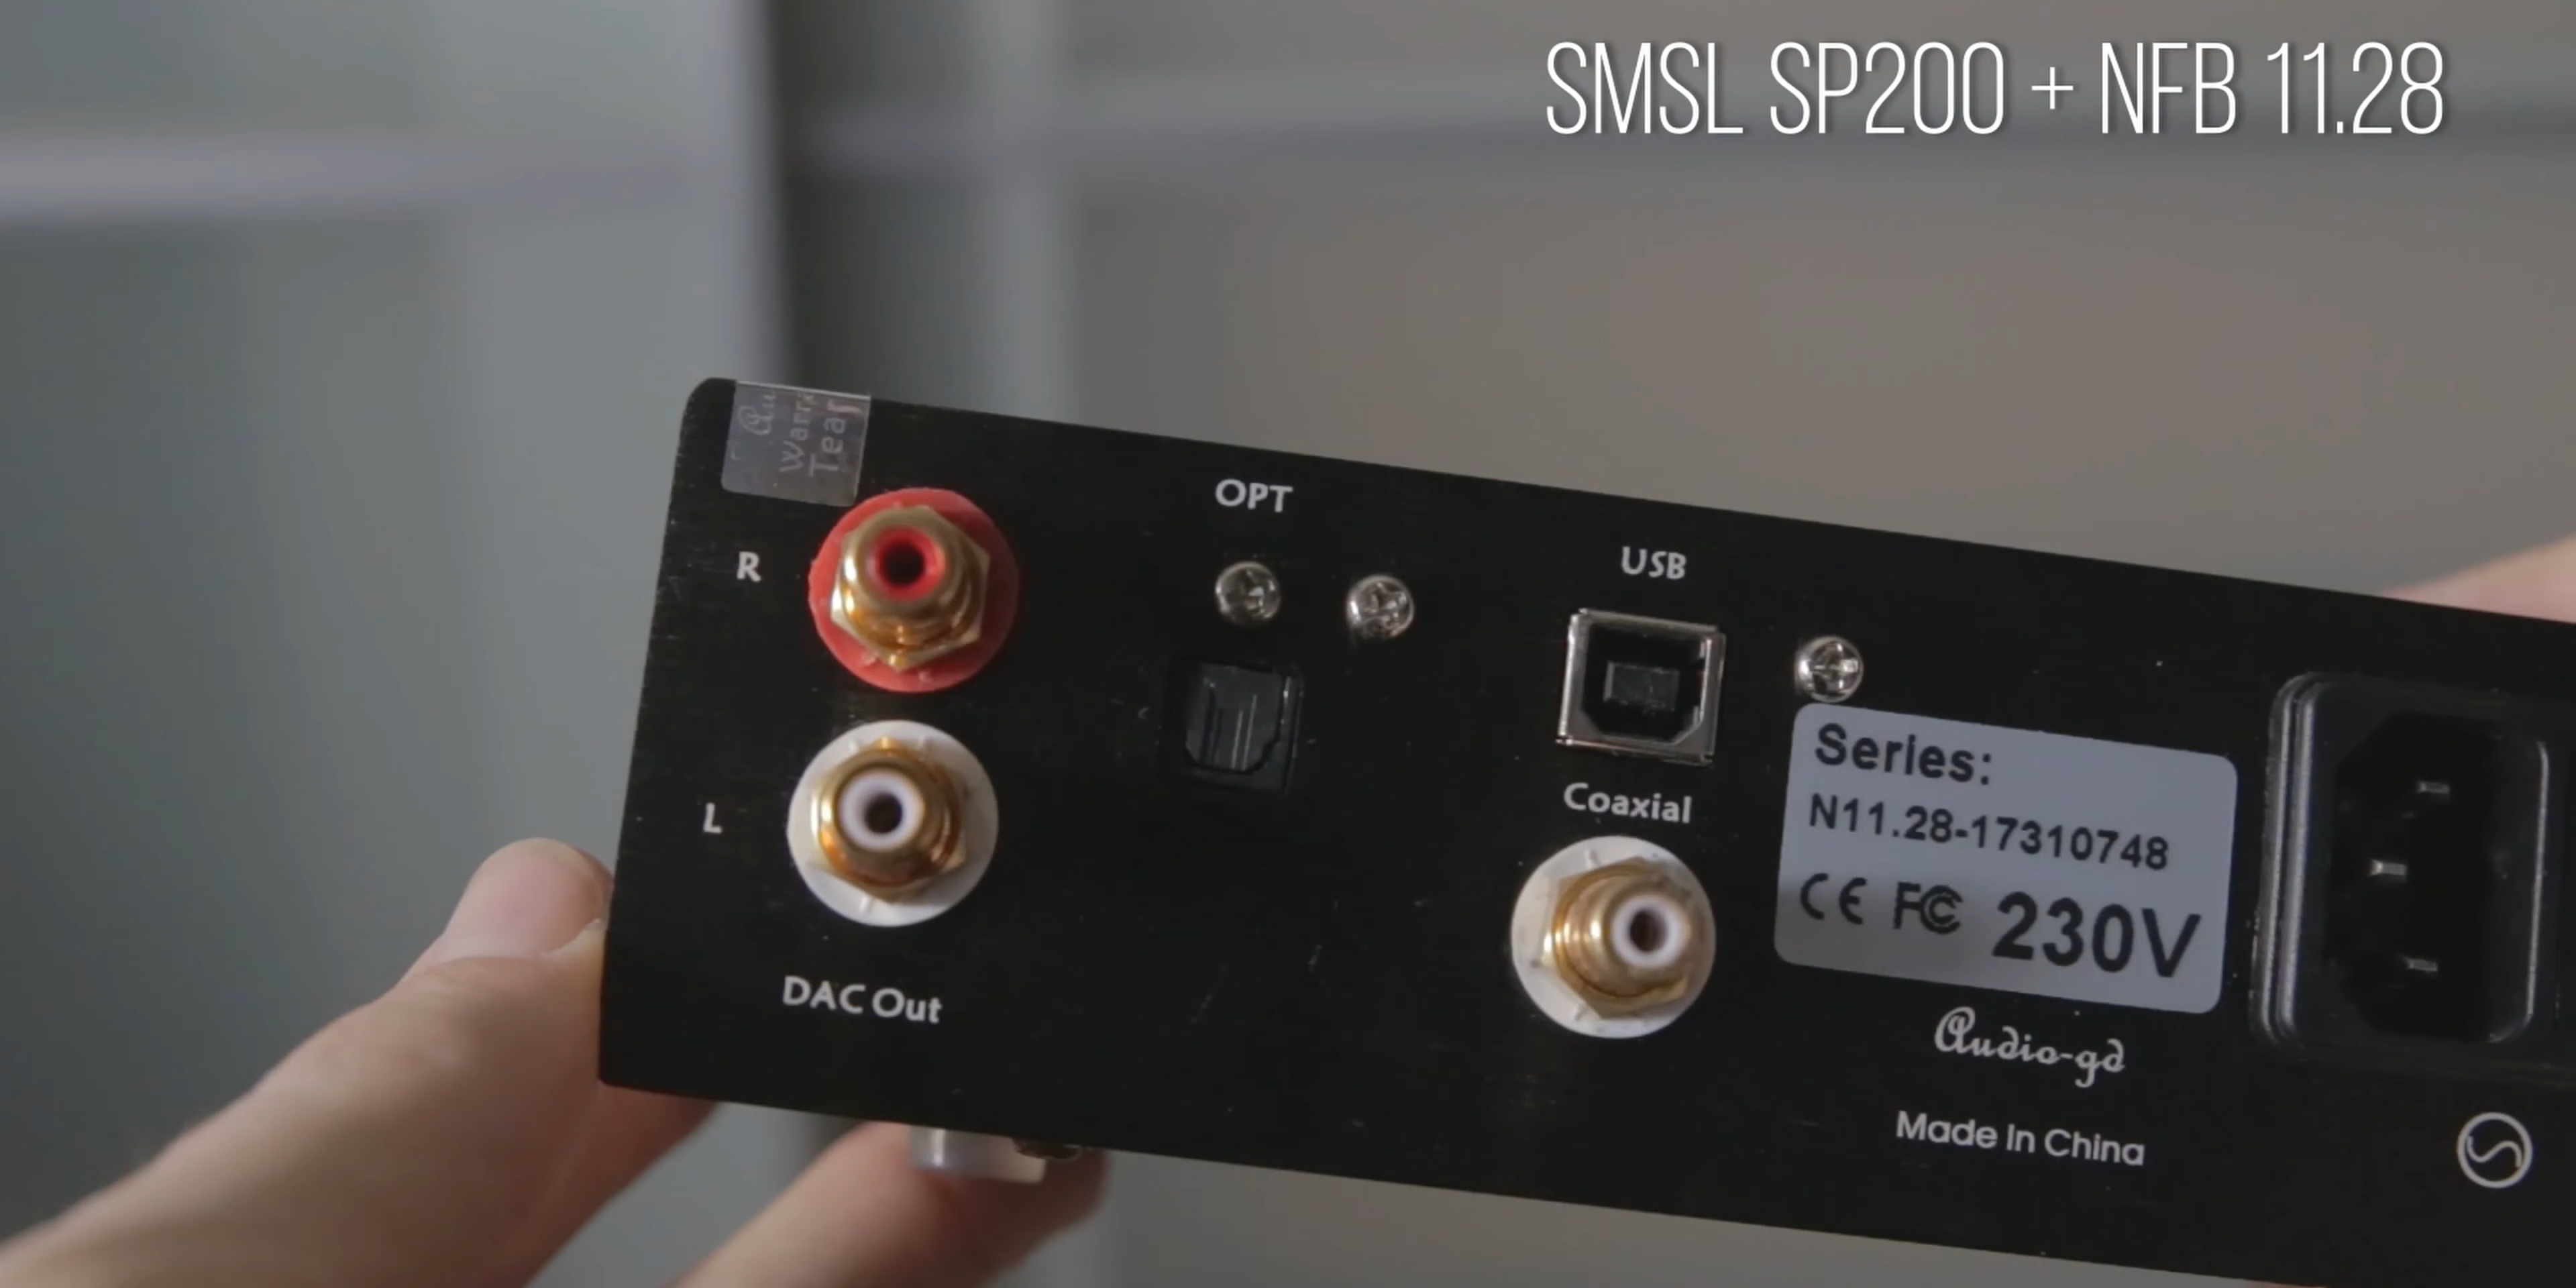 SMSL SP200 + NFB 11.28
OPT
R
USB
Series:
N11.28-17310748
CE FC 230V
Coaxial
L
DAC Out
Audio-gd
Made In China